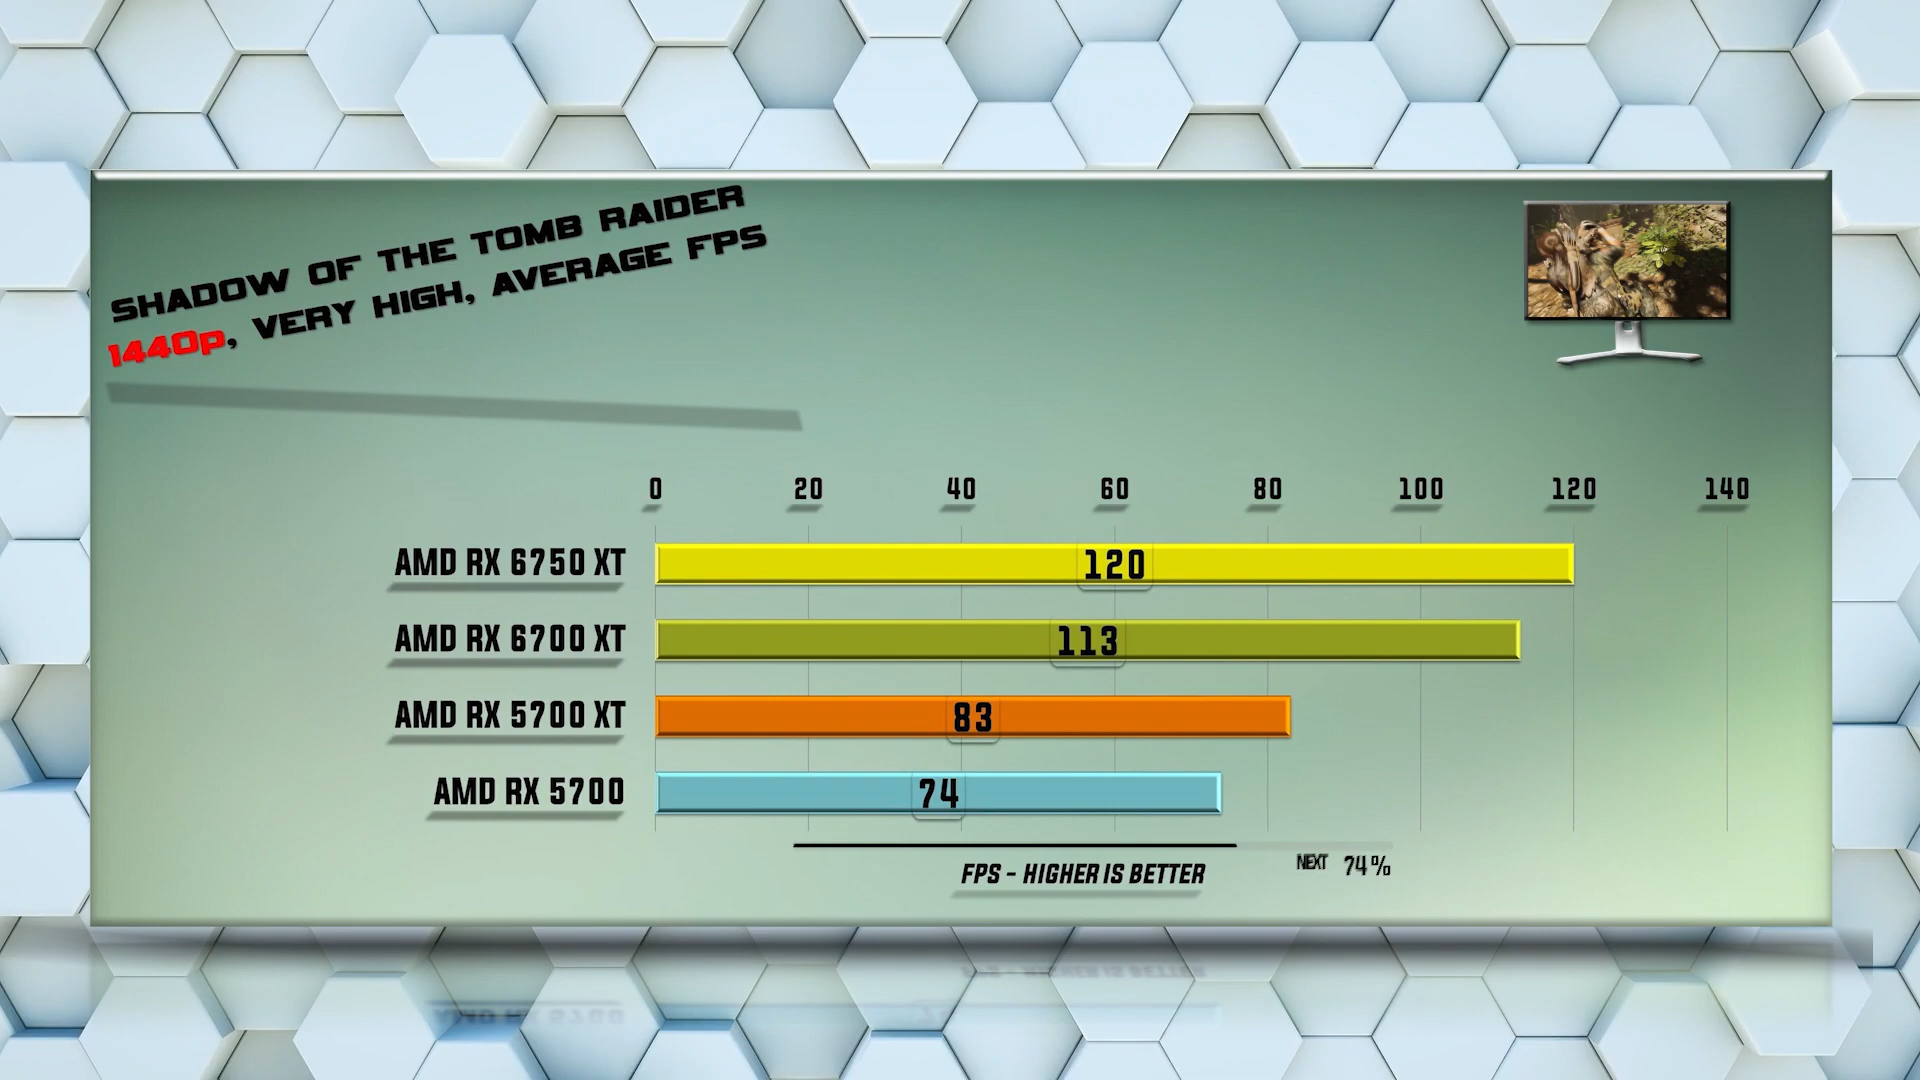 SHADOW OF THE TOMB RAIDER
1440p, VERY HIGH, AVERAGE FPS
0 20 40 60 80 100 120 140
AMD RX 6750 XT 120
AMD RX 6700 XT 113
AMD RX 5700 XT 83
AMD RX 5700 74
FPS - HIGHER IS BETTER
NEXT 74%